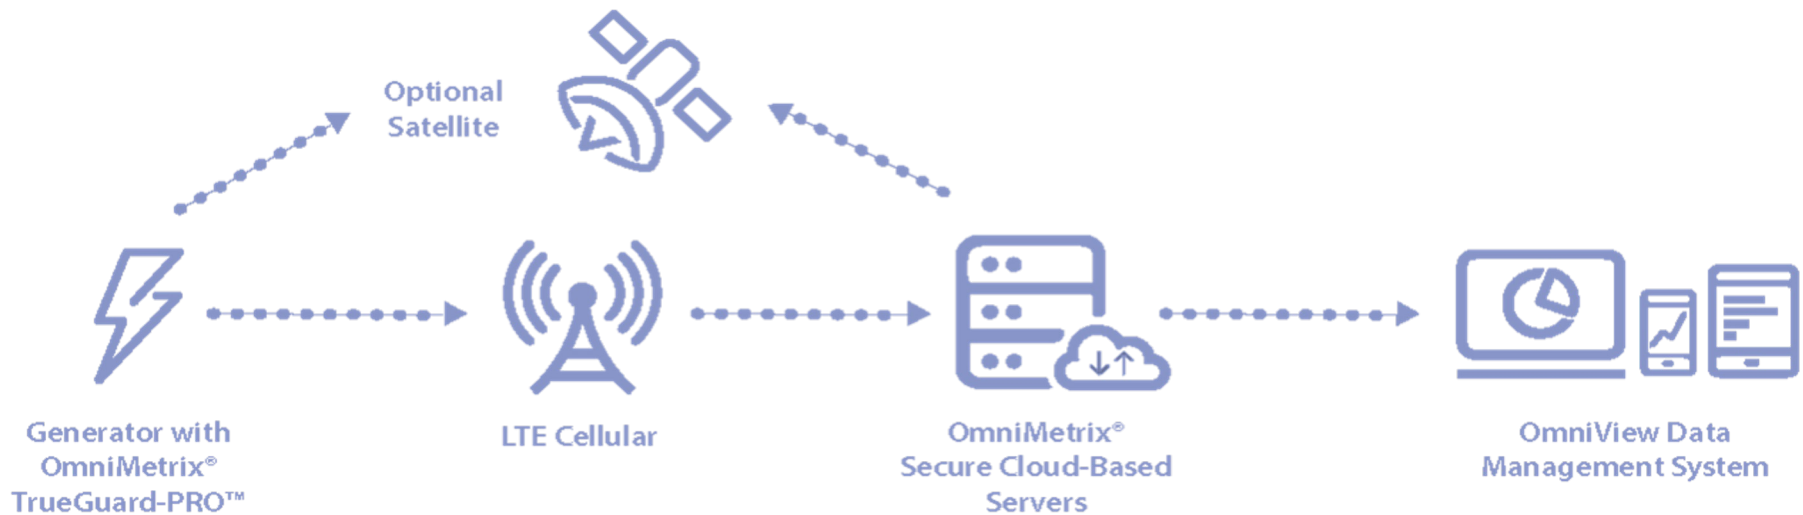 Optional
Satellite
Generator with
OmniMetrix®
TrueGuard-PRO™
LTE Cellular
OmniMetrix®
Secure Cloud-Based
Servers
OmniView Data
Management System